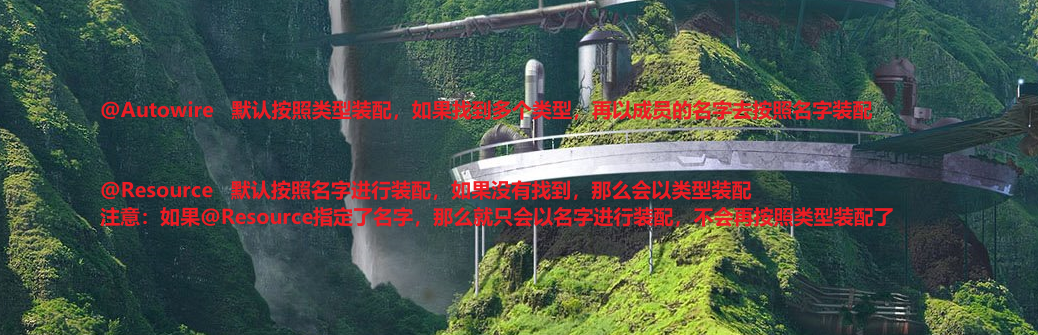 @Autowire 默认按照类型装配，如果找到多个类型，再以成员的名字去按照名字装配
@Resource 默认按照名字进行装配，如果没有找到，那么会以类型装配
注意：如果@Resource指定了名字，那么就只会以名字进行装配，不会再按照类型装配了